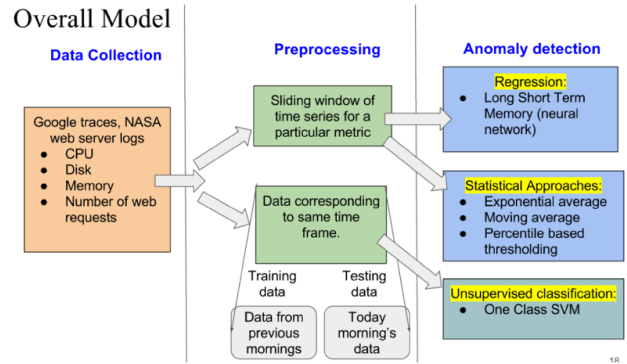 Overall Model
Data Collection
Preprocessing
Anomaly detection
Google traces, NASA
web server logs
● CPU
● Disk
● Memory
● Number of web
requests
Sliding window of
time series for a
particular metric
Data corresponding
to same time
frame.
Training
data
Testing
data
Data from
previous
mornings
Today
morning's
data
Regression:
● Long Short Term
Memory (neural
network)
Statistical Approaches:
● Exponential average
● Moving average
● Percentile based
thresholding
Unsupervised classification:
● One Class SVM
18